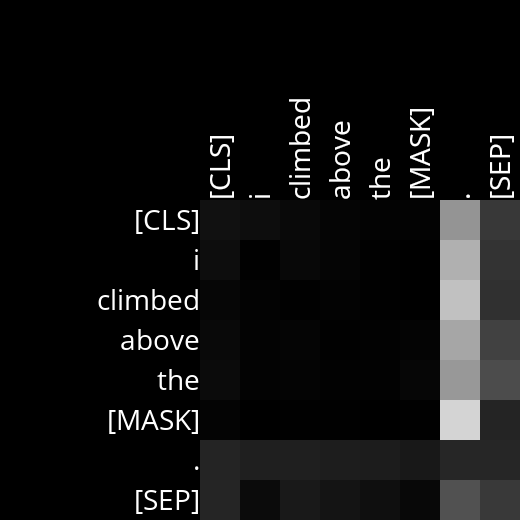 [CLS] i climbed above the [MASK] . [SEP]
[CLS]
i
climbed
above
the
[MASK]
.
[SEP]